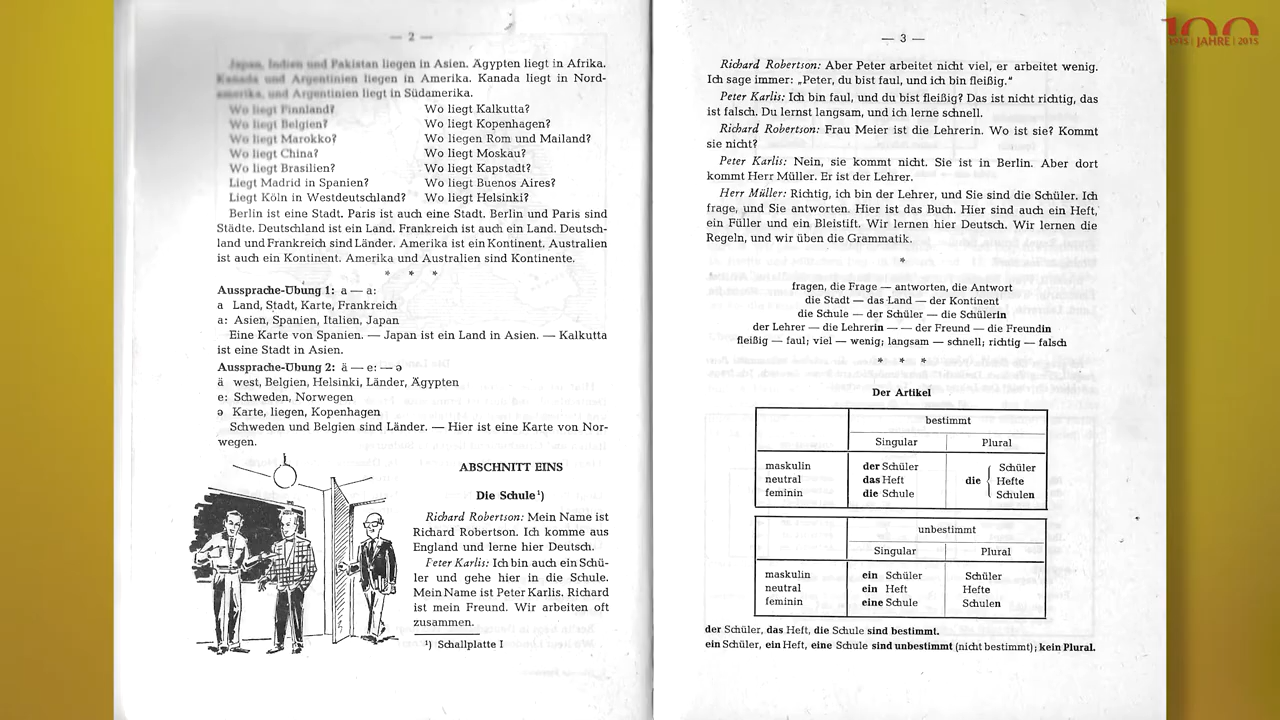 — 2 —
Japan, Indien und Pakistan liegen in Asien. Ägypten liegt in Afrika.
Kanada und Argentinien liegen in Amerika. Kanada liegt in Nord-
amerika, und Argentinien liegt in Südamerika.
Wo liegt Finnland? Wo liegt Kalkutta?
Wo liegt Belgien? Wo liegt Kopenhagen?
Wo liegt Marokko? Wo liegen Rom und Mailand?
Wo liegt China? Wo liegt Moskau?
Wo liegt Brasilien? Wo liegt Kapstadt?
Liegt Madrid in Spanien? Wo liegt Buenos Aires?
Liegt Köln in Westdeutschland? Wo liegt Helsinki?
Berlin ist eine Stadt. Paris ist auch eine Stadt. Berlin und Paris sind
Städte. Deutschland ist ein Land. Frankreich ist auch ein Land. Deutsch-
land und Frankreich sind Länder. Amerika ist ein Kontinent. Australien
ist auch ein Kontinent. Amerika und Australien sind Kontinente.
* * *
Aussprache-Übung 1: a — a:
a Land, Stadt, Karte, Frankreich
a: Asien, Spanien, Italien, Japan
Eine Karte von Spanien. — Japan ist ein Land in Asien. — Kalkutta
ist eine Stadt in Asien.
Aussprache-Übung 2: ä — e: — ə
ä west, Belgien, Helsinki, Länder, Ägypten
e: Schweden, Norwegen
ə Karte, liegen, Kopenhagen
Schweden und Belgien sind Länder. — Hier ist eine Karte von Nor-
wegen.
ABSCHNITT EINS
Die Schule¹)
Richard Robertson: Mein Name ist
Richard Robertson. Ich komme aus
England und lerne hier Deutsch.
Peter Karlis: Ich bin auch ein Schü-
ler und gehe hier in die Schule.
Mein Name ist Peter Karlis. Richard
ist mein Freund. Wir arbeiten oft
zusammen.
¹) Schallplatte I
— 3 —
Richard Robertson: Aber Peter arbeitet nicht viel, er arbeitet wenig.
Ich sage immer: „Peter, du bist faul, und ich bin fleißig."
Peter Karlis: Ich bin faul, und du bist fleißig? Das ist nicht richtig, das
ist falsch. Du lernst langsam, und ich lerne schnell.
Richard Robertson: Frau Meier ist die Lehrerin. Wo ist sie? Kommt
sie nicht?
Peter Karlis: Nein, sie kommt nicht. Sie ist in Berlin. Aber dort
kommt Herr Müller. Er ist der Lehrer.
Herr Müller: Richtig, ich bin der Lehrer, und Sie sind die Schüler. Ich
frage, und Sie antworten. Hier ist das Buch. Hier sind auch ein Heft,
ein Füller und ein Bleistift. Wir lernen hier Deutsch. Wir lernen die
Regeln, und wir üben die Grammatik.
*
fragen, die Frage — antworten, die Antwort
die Stadt — das Land — der Kontinent
die Schule — der Schüler — die Schülerin
der Lehrer — die Lehrerin — — der Freund — die Freundin
fleißig — faul; viel — wenig; langsam — schnell; richtig — falsch
* * *
Der Artikel
bestimmt
Singular Plural
maskulin der Schüler Schüler
neutral das Heft die Hefte
feminin die Schule Schulen
unbestimmt
Singular Plural
maskulin ein Schüler Schüler
neutral ein Heft Hefte
feminin eine Schule Schulen
der Schüler, das Heft, die Schule sind bestimmt.
ein Schüler, ein Heft, eine Schule sind unbestimmt (nicht bestimmt); kein Plural.
100
1915 | JAHRE | 2015